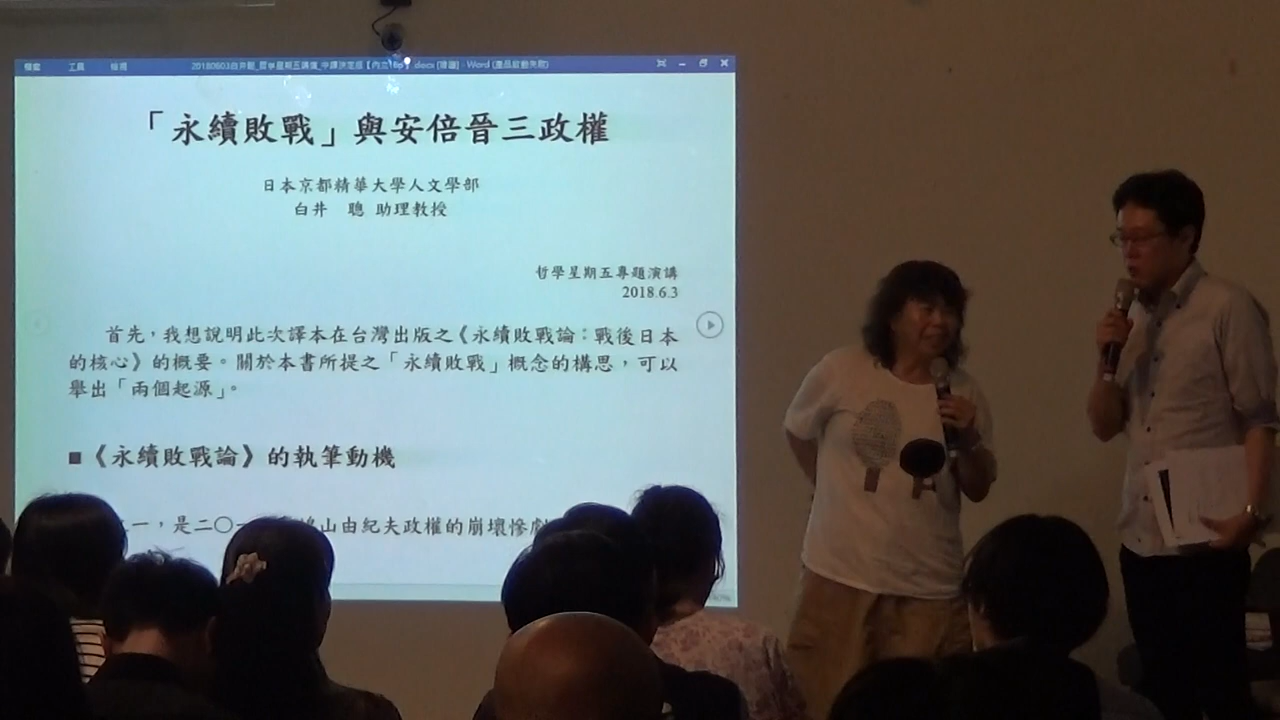 檔案 工具 檢視
「永續敗戰」與安倍晉三政權
日本京都精華大學人文學部
白井 聰 助理教授
哲學星期五專題演講
2018.6.3
首先，我想說明此次譯本在台灣出版之《永續敗戰論：戰後日本
的核心》的概要。關於本書所提之「永續敗戰」概念的構思，可以
舉出「兩個起源」。
■《永續敗戰論》的執筆動機
一，是二〇一 山由紀夫政權的崩壞慘劇